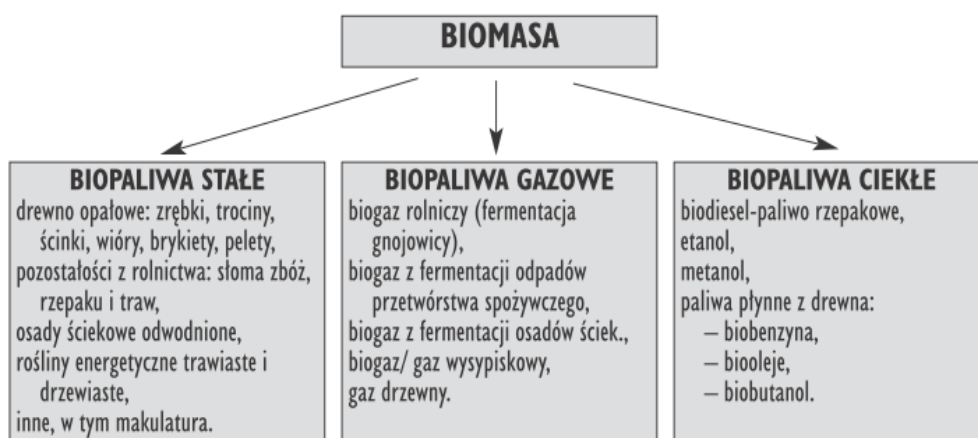 BIOMASA
BIOPALIWA STAŁE
drewno opałowe: zrębki, trociny,
ścinki, wióry, brykiety, pelety,
pozostałości z rolnictwa: słoma zbóż,
rzepaku i traw,
osady ściekowe odwodnione,
rośliny energetyczne trawiaste i
drzewiaste,
inne, w tym makulatura.
BIOPALIWA GAZOWE
biogaz rolniczy (fermentacja
gnojowicy),
biogaz z fermentacji odpadów
przetwórstwa spożywczego,
biogaz z fermentacji osadów ściek.,
biogaz/ gaz wysypiskowy,
gaz drzewny.
BIOPALIWA CIEKŁE
biodiesel-paliwo rzepakowe,
etanol,
metanol,
paliwa płynne z drewna:
– biobenzyna,
– biooleje,
– biobutanol.